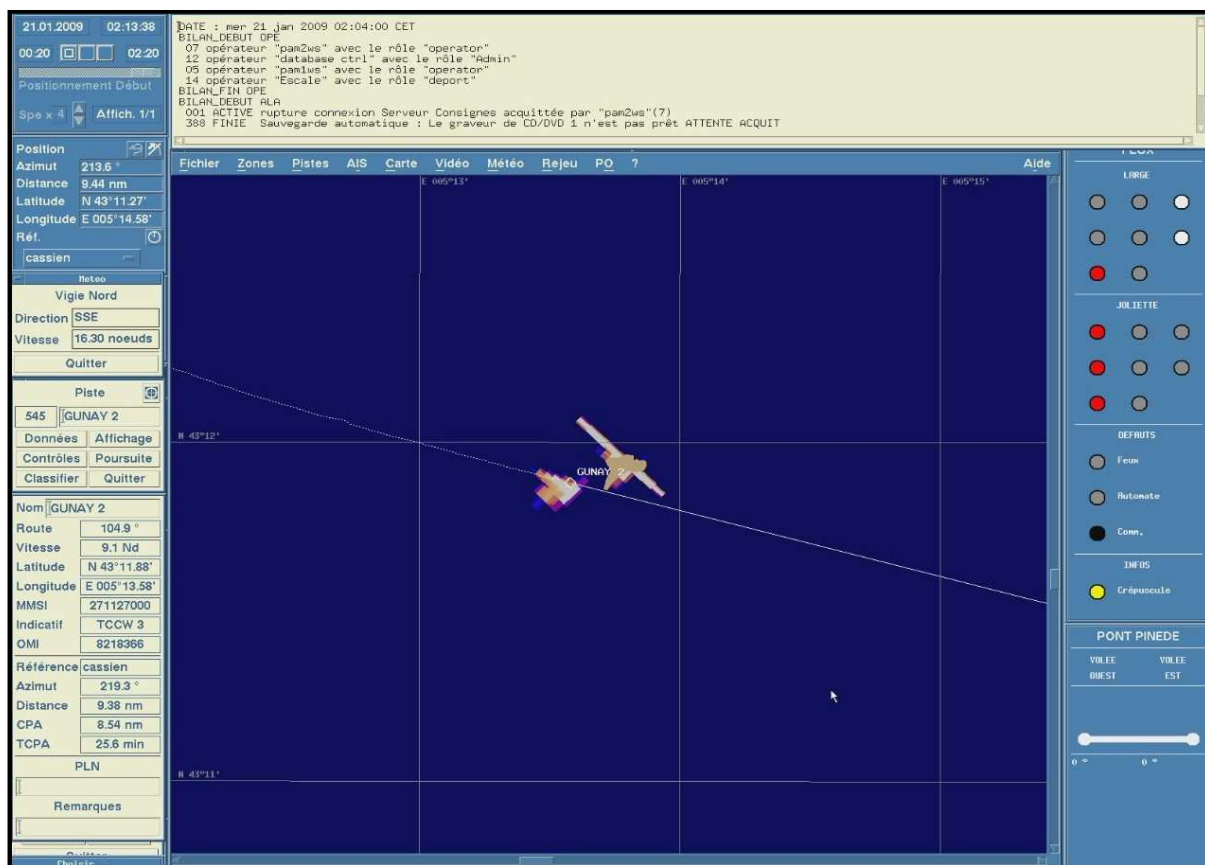 21.01.2009 02:13:38
00:20 02:20
Positionnement Début
Spe x 4 Affich. 1/1
DATE : mer 21 jan 2009 02:04:00 CET
BILAN_DEBUT OPE
07 opérateur "pam2ws" avec le rôle "operator"
12 opérateur "database ctrl" avec le rôle "Admin"
05 opérateur "pam1ws" avec le rôle "operator"
14 opérateur "Escale" avec le rôle "deport"
BILAN_FIN OPE
BILAN_DEBUT ALA
001 ACTIVE rupture connexion Serveur Consignes acquittée par "pam2ws"(7)
388 FINIE Sauvegarde automatique : Le graveur de CD/DVD 1 n'est pas prêt ATTENTE ACQUIT
Position
Azimut 213.6 °
Distance 9.44 nm
Latitude N 43°11.27'
Longitude E 005°14.58'
Réf.
cassien
Meteo
Vigie Nord
Direction SSE
Vitesse 16.30 noeuds
Quitter
Piste
545 GUNAY 2
Données Affichage
Contrôles Poursuite
Classifier Quitter
Nom GUNAY 2
Route 104.9 °
Vitesse 9.1 Nd
Latitude N 43°11.88'
Longitude E 005°13.58'
MMSI 271127000
Indicatif TCCW 3
OMI 8218366
Référence cassien
Azimut 219.3 °
Distance 9.38 nm
CPA 8.54 nm
TCPA 25.6 min
PLN
Remarques
Quitter
Choisir
Fichier Zones Pistes AIS Carte Vidéo Météo Rejeu PO ? Aide
E 005°13' E 005°14' E 005°15'
N 43°12'
GUNAY 2
N 43°11'
FEUX
LARGE
JOLIETTE
DEFAUTS
Feux
Automate
Comm.
INFOS
Crépuscule
PONT PINEDE
VOLEE VOLEE
OUEST EST
0 ° 0 °